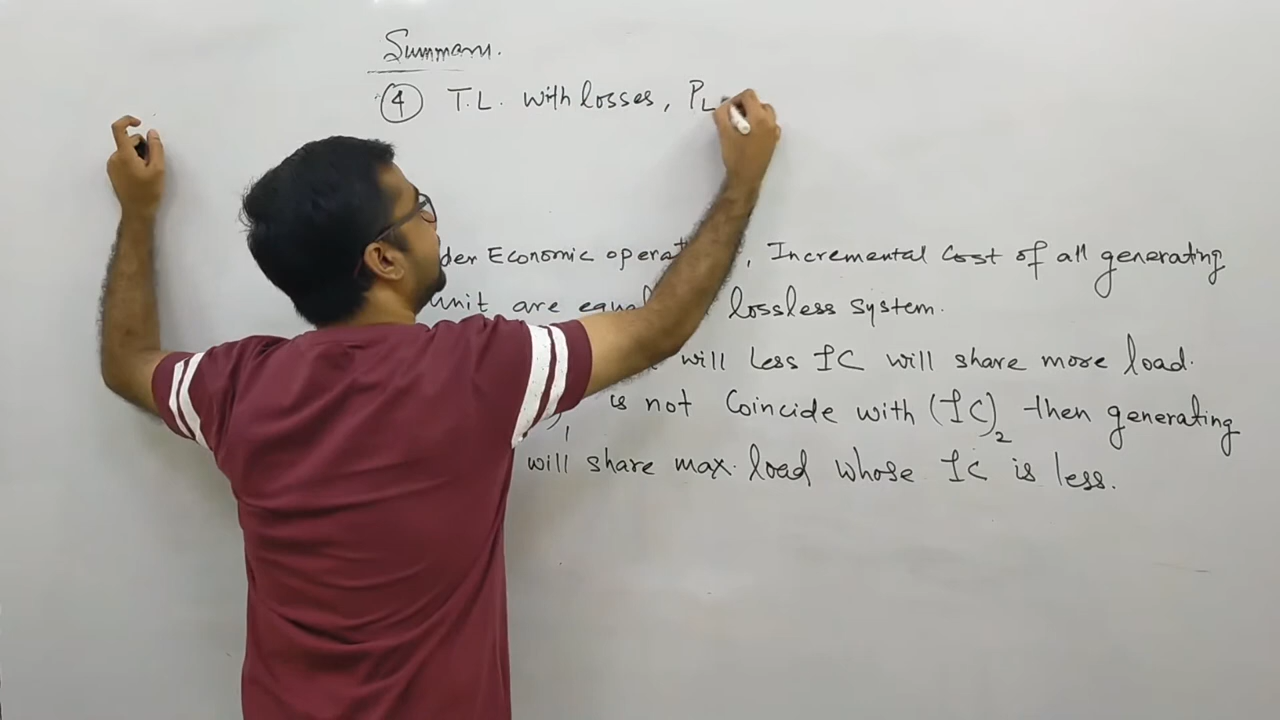 Summary.
④ T.L. with losses, PL
der Economic operat , Incremental Cost of all generating
unit are equal lossless system.
will less IC will share more load.
)1 is not Coincide with (IC)2 then generating
will share max. load whose IC is less.